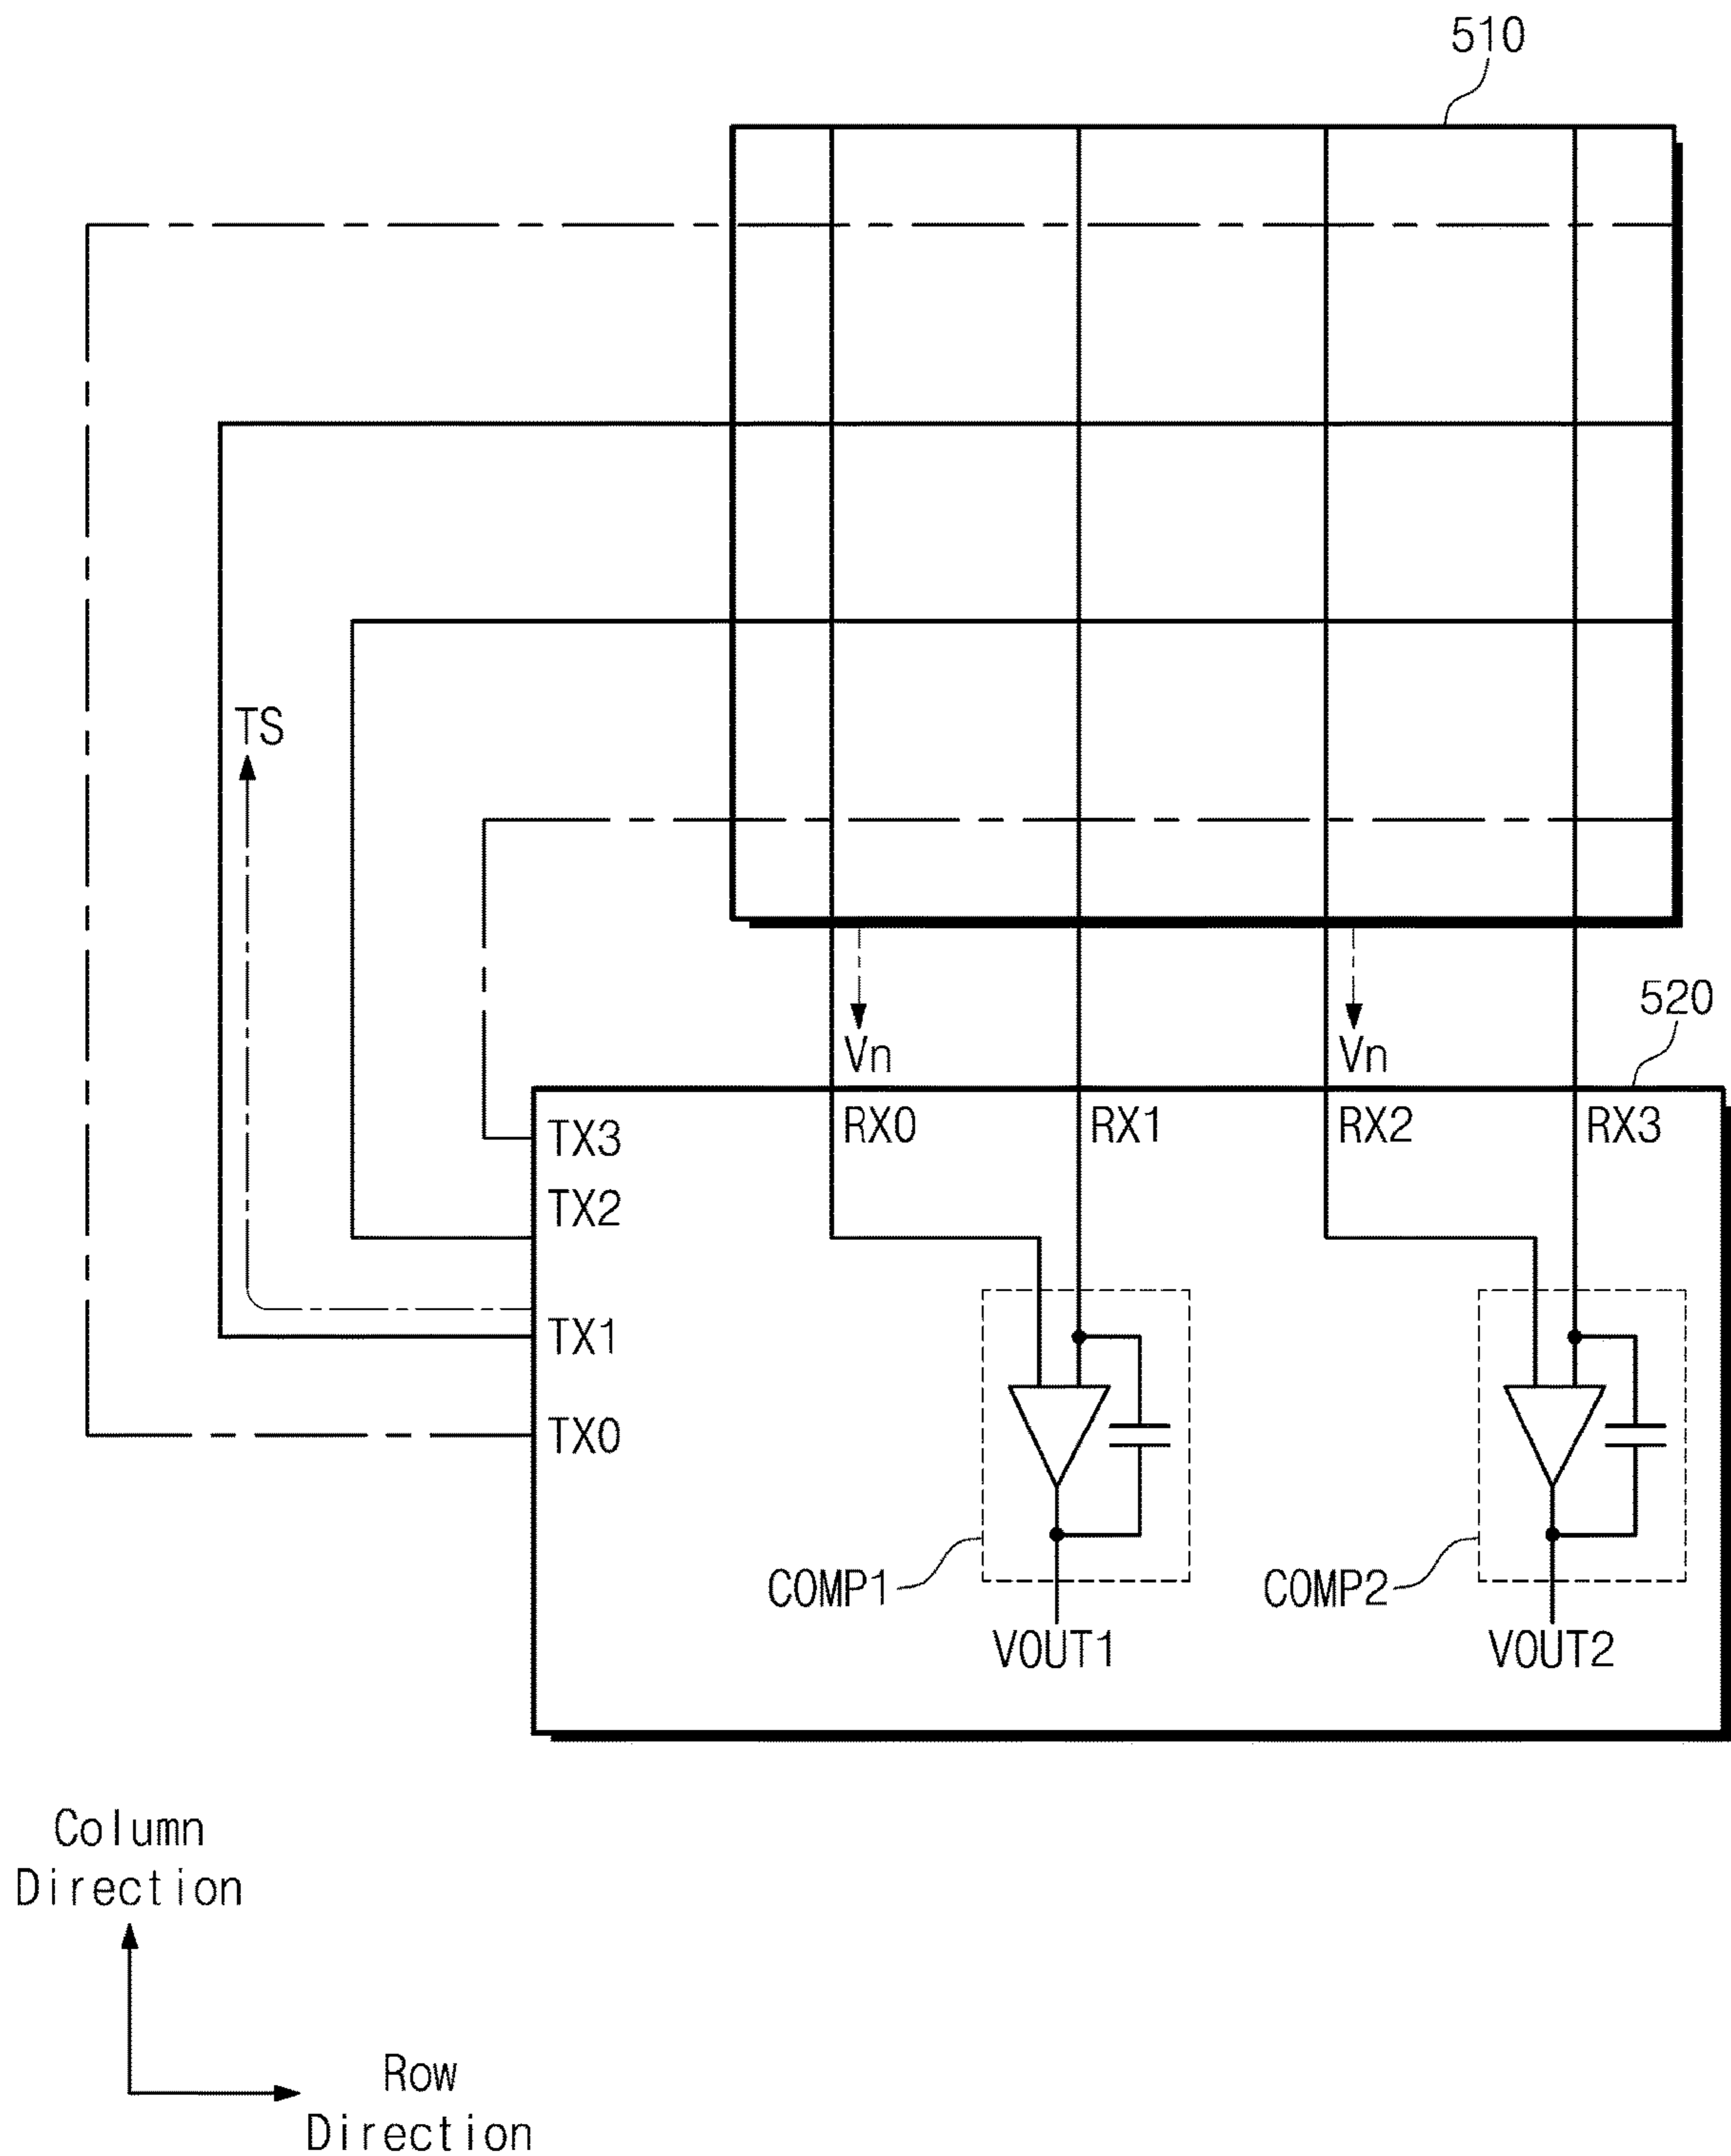 510
TS
520
Vn
Vn
TX3
RX0
RX1
RX2
RX3
TX2
TX1
TX0
COMP1
COMP2
VOUT1
VOUT2
Column
Direction
Row
Direction